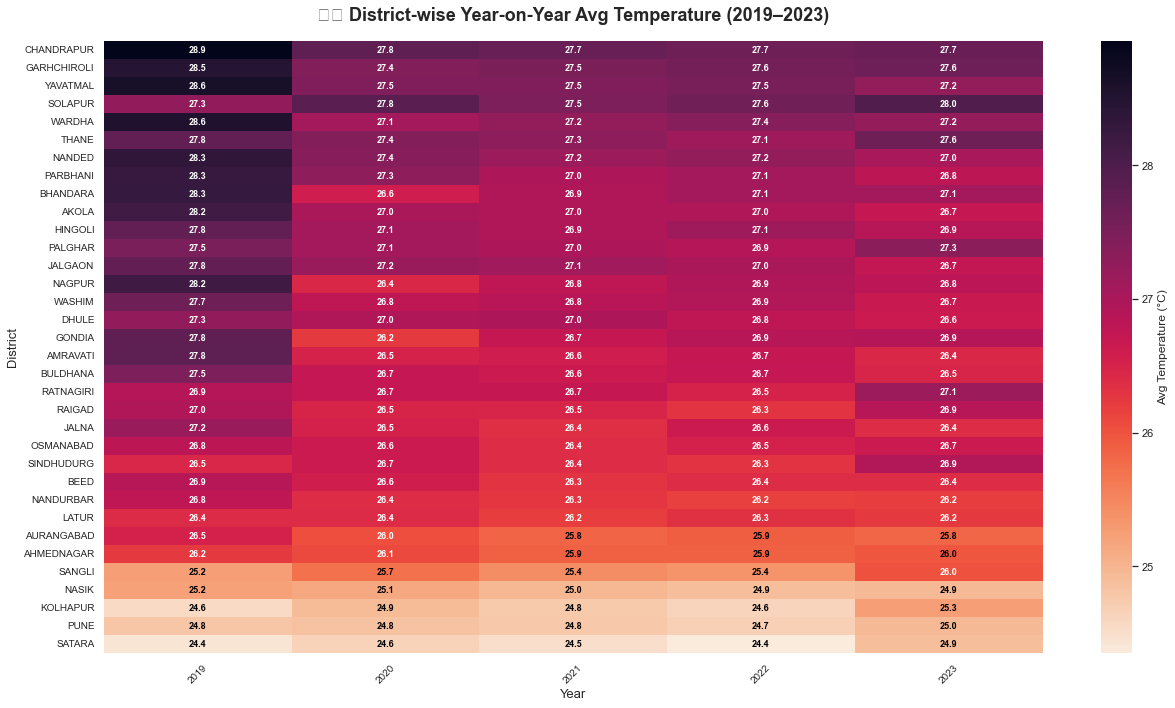 District-wise Year-on-Year Avg Temperature (2019–2023)
CHANDRAPUR 28.9 27.8 27.7 27.7 27.7
GARHCHIROLI 28.5 27.4 27.5 27.6 27.6
YAVATMAL 28.6 27.5 27.5 27.5 27.2
SOLAPUR 27.3 27.8 27.5 27.6 28.0
WARDHA 28.6 27.1 27.2 27.4 27.2
THANE 27.8 27.4 27.3 27.1 27.6
NANDED 28.3 27.4 27.2 27.2 27.0
PARBHANI 28.3 27.3 27.0 27.1 26.8
BHANDARA 28.3 26.6 26.9 27.1 27.1
AKOLA 28.2 27.0 27.0 27.0 26.7
HINGOLI 27.8 27.1 26.9 27.1 26.9
PALGHAR 27.5 27.1 27.0 26.9 27.3
JALGAON 27.8 27.2 27.1 27.0 26.7
NAGPUR 28.2 26.4 26.8 26.9 26.8
WASHIM 27.7 26.8 26.8 26.9 26.7
DHULE 27.3 27.0 27.0 26.8 26.6
GONDIA 27.8 26.2 26.7 26.9 26.9
AMRAVATI 27.8 26.5 26.6 26.7 26.4
BULDHANA 27.5 26.7 26.6 26.7 26.5
RATNAGIRI 26.9 26.7 26.7 26.5 27.1
RAIGAD 27.0 26.5 26.5 26.3 26.9
JALNA 27.2 26.5 26.4 26.6 26.4
OSMANABAD 26.8 26.6 26.4 26.5 26.7
SINDHUDURG 26.5 26.7 26.4 26.3 26.9
BEED 26.9 26.6 26.3 26.4 26.4
NANDURBAR 26.8 26.4 26.3 26.2 26.2
LATUR 26.4 26.4 26.2 26.3 26.2
AURANGABAD 26.5 26.0 25.8 25.9 25.8
AHMEDNAGAR 26.2 26.1 25.9 25.9 26.0
SANGLI 25.2 25.7 25.4 25.4 26.0
NASIK 25.2 25.1 25.0 24.9 24.9
KOLHAPUR 24.6 24.9 24.8 24.6 25.3
PUNE 24.8 24.8 24.8 24.7 25.0
SATARA 24.4 24.6 24.5 24.4 24.9
2019 2020 2021 2022 2023
Year
District
28
27
26
25
Avg Temperature (°C)